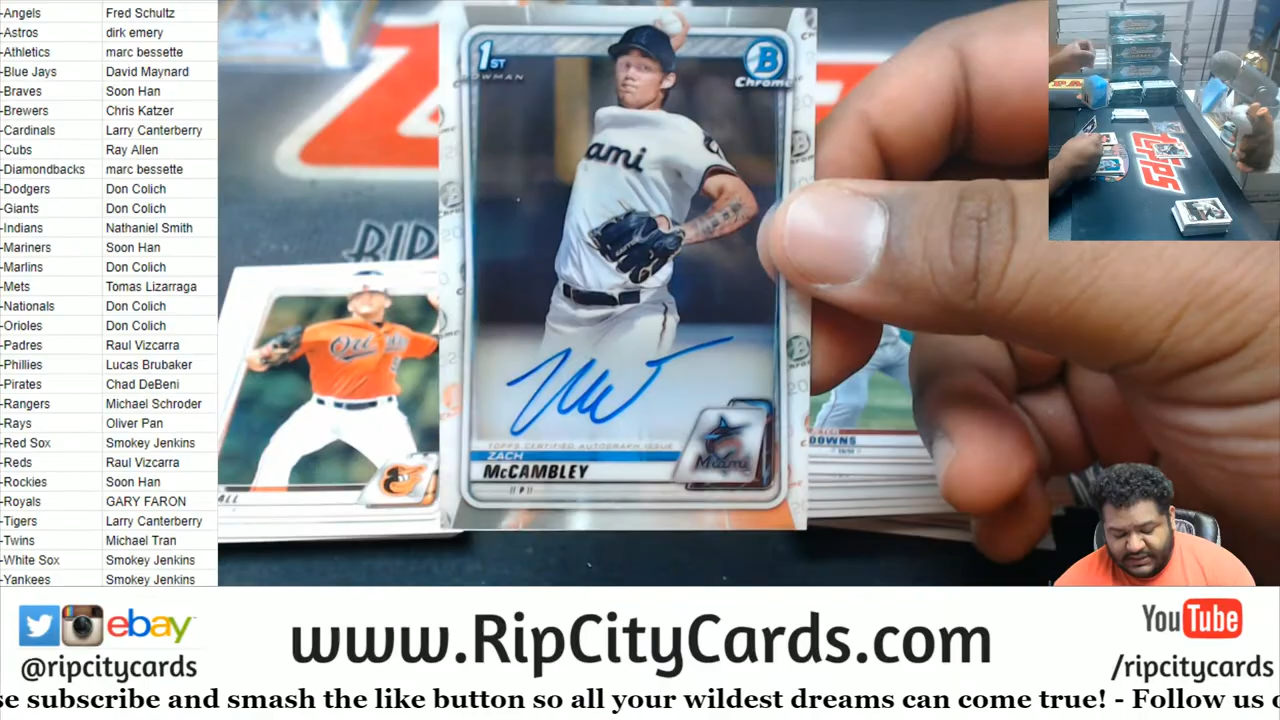 -Angels Fred Schultz
-Astros dirk emery
-Athletics marc bessette
-Blue Jays David Maynard
-Braves Soon Han
-Brewers Chris Katzer
-Cardinals Larry Canterberry
-Cubs Ray Allen
-Diamondbacks marc bessette
-Dodgers Don Colich
-Giants Don Colich
-Indians Nathaniel Smith
-Mariners Soon Han
-Marlins Don Colich
-Mets Tomas Lizarraga
-Nationals Don Colich
-Orioles Don Colich
-Padres Raul Vizcarra
-Phillies Lucas Brubaker
-Pirates Chad DeBeni
-Rangers Michael Schroder
-Rays Oliver Pan
-Red Sox Smokey Jenkins
-Reds Raul Vizcarra
-Rockies Soon Han
-Royals GARY FARON
-Tigers Larry Canterberry
-Twins Michael Tran
-White Sox Smokey Jenkins
-Yankees Smokey Jenkins
1ST
BOWMAN
B
Chrome
ami
TOPPS CERTIFIED AUTOGRAPH ISSUE
ZACH
McCAMBLEY
P
Miami
RIP
Ori
ALL
DOWNS
Topps
ebay
@ripcitycards
www.RipCityCards.com
YouTube
/ripcitycards
se subscribe and smash the like button so all your wildest dreams can come true! - Follow us